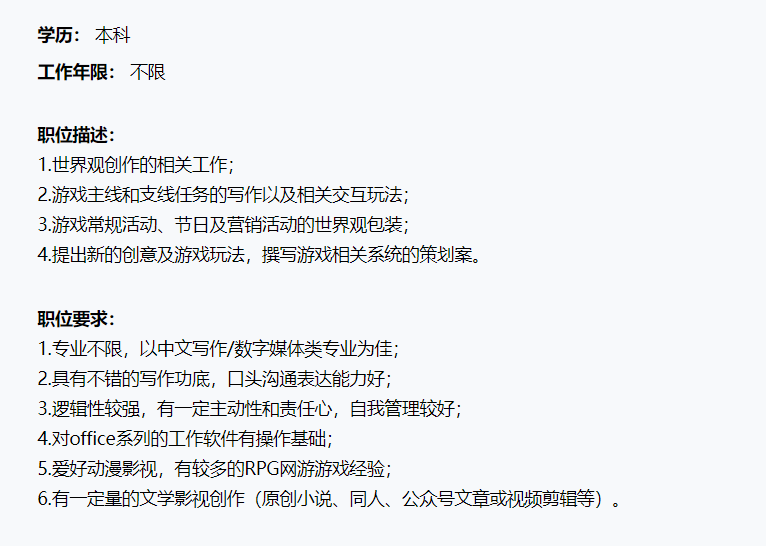 学历： 本科
工作年限： 不限
职位描述：
1.世界观创作的相关工作；
2.游戏主线和支线任务的写作以及相关交互玩法；
3.游戏常规活动、节日及营销活动的世界观包装；
4.提出新的创意及游戏玩法，撰写游戏相关系统的策划案。
职位要求：
1.专业不限，以中文写作/数字媒体类专业为佳；
2.具有不错的写作功底，口头沟通表达能力好；
3.逻辑性较强，有一定主动性和责任心，自我管理较好；
4.对office系列的工作软件有操作基础；
5.爱好动漫影视，有较多的RPG网游游戏经验；
6.有一定量的文学影视创作（原创小说、同人、公众号文章或视频剪辑等）。